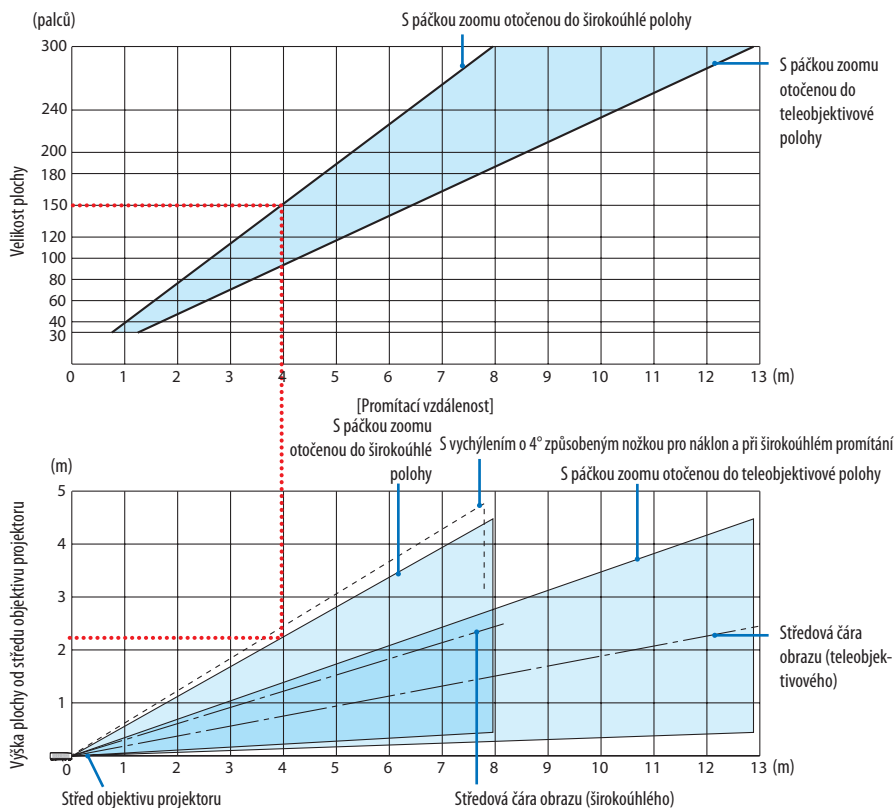 (palců)
S páčkou zoomu otočenou do širokoúhlé polohy
300
240
200
180
150
120
100
80
60
40
30
Velikost plochy
S páčkou zoomu
otočenou do
teleobjektivové
polohy
0 1 2 3 4 5 6 7 8 9 10 11 12 13 (m)
[Promítací vzdálenost]
S páčkou zoomu
otočenou do širokoúhlé
polohy
S vychýlením o 4° způsobeným nožkou pro náklon a při širokoúhlém promítání
S páčkou zoomu otočenou do teleobjektivové polohy
(m)
5
4
3
2
1
Výška plochy od středu objektivu projektoru
Středová čára
obrazu (teleobjek-
tivového)
0 1 2 3 4 5 6 7 8 9 10 11 12 13 (m)
Střed objektivu projektoru
Středová čára obrazu (širokoúhlého)